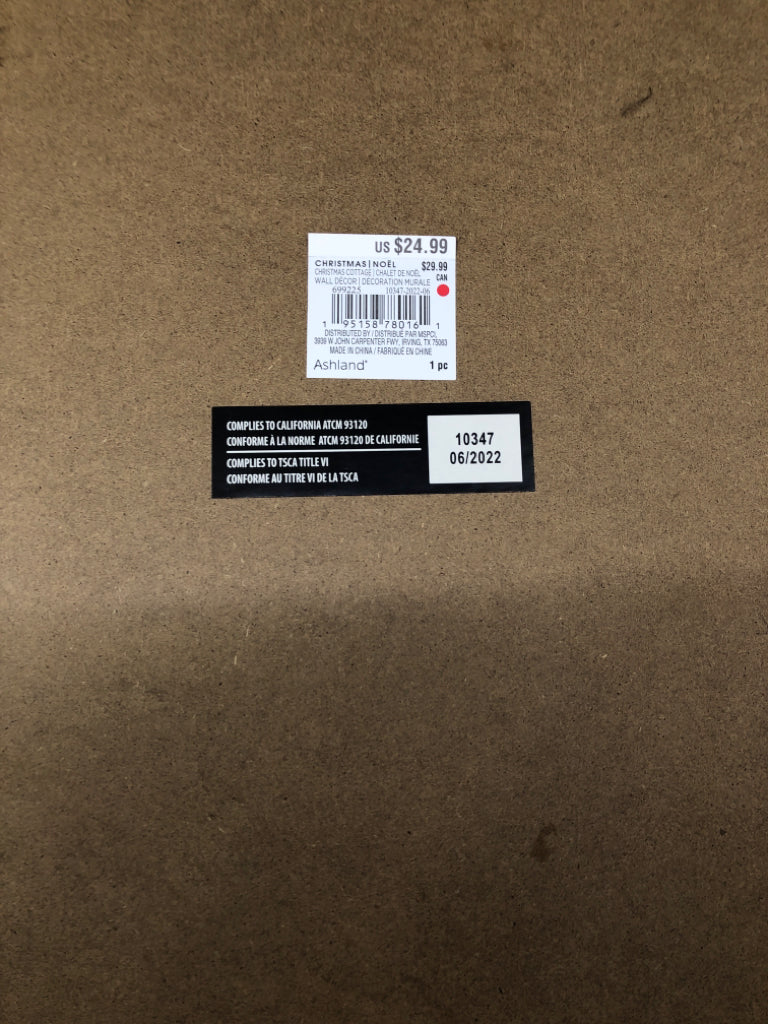 US $24.99
CHRISTMAS | NOËL $29.99
CHRISTMAS COTTAGE | CHALET DE NOËL CAN
WALL DÉCOR | DÉCORATION MURALE
699225 10347-2022-06
1 95158 78016 1
DISTRIBUTED BY / DISTRIBUÉ PAR MSPCI,
3939 W JOHN CARPENTER FWY, IRVING, TX 75063
MADE IN CHINA / FABRIQUÉ EN CHINE
Ashland® 1 pc
COMPLIES TO CALIFORNIA ATCM 93120
CONFORME À LA NORME ATCM 93120 DE CALIFORNIE
COMPLIES TO TSCA TITLE VI
CONFORME AU TITRE VI DE LA TSCA
10347
06/2022